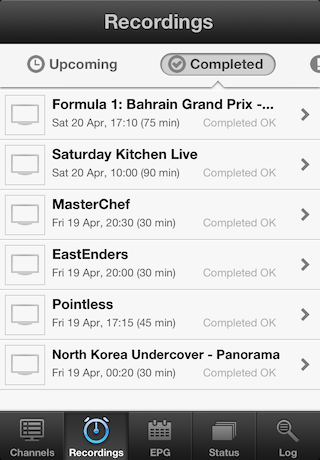 Recordings
Upcoming
Completed
Formula 1: Bahrain Grand Prix -...
Sat 20 Apr, 17:10 (75 min) Completed OK
Saturday Kitchen Live
Sat 20 Apr, 10:00 (90 min) Completed OK
MasterChef
Fri 19 Apr, 20:30 (30 min) Completed OK
EastEnders
Fri 19 Apr, 20:00 (30 min) Completed OK
Pointless
Fri 19 Apr, 17:15 (45 min) Completed OK
North Korea Undercover - Panorama
Fri 19 Apr, 00:20 (30 min) Completed OK
Channels Recordings EPG Status Log